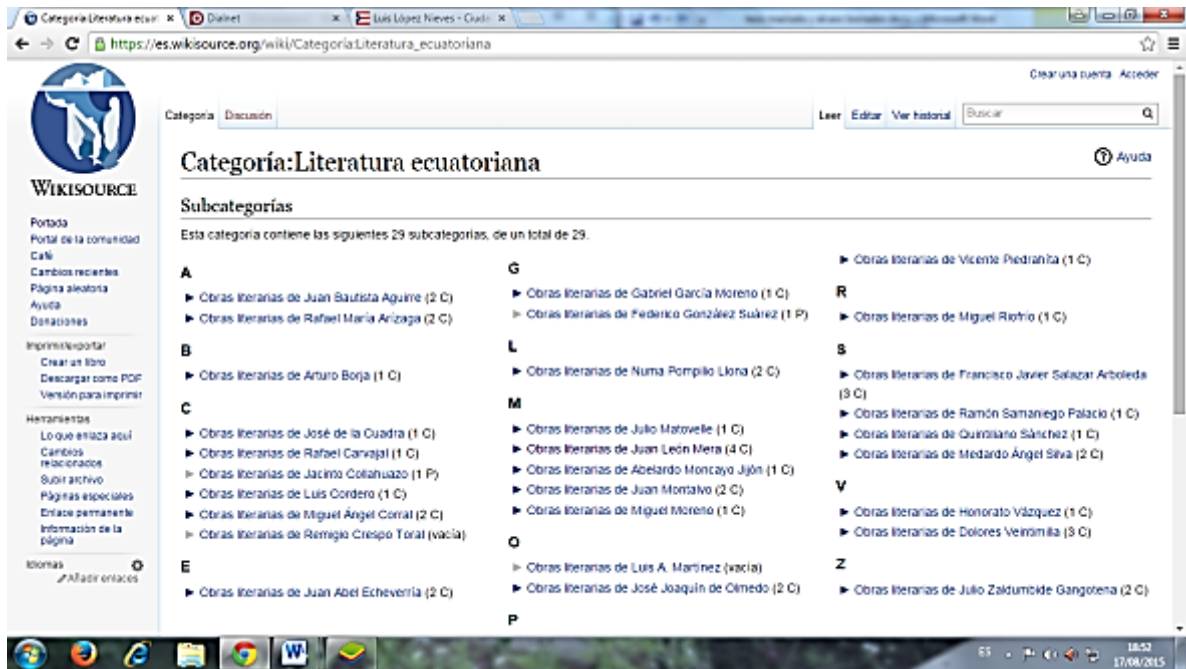 Categoría:Literatura ecuat
Dialnet
Luis López Nieves - Ciuda
https://es.wikisource.org/wiki/Categoría:Literatura_ecuatoriana
Crear una cuenta Acceder
Categoría Discusión
Leer Editar Ver historial Buscar
WIKISOURCE
Portada
Portal de la comunidad
Café
Cambios recientes
Página aleatoria
Ayuda
Donaciones
Imprimir/exportar
Crear un libro
Descargar como PDF
Versión para imprimir
Herramientas
Lo que enlaza aquí
Cambios
relacionados
Subir archivo
Páginas especiales
Enlace permanente
Información de la
página
Idiomas
Añadir enlaces
Categoría:Literatura ecuatoriana
Ayuda
Subcategorías
Esta categoría contiene las siguientes 29 subcategorías, de un total de 29.
A
Obras literarias de Juan Bautista Aguirre (2 C)
Obras literarias de Rafael María Arízaga (2 C)
B
Obras literarias de Arturo Borja (1 C)
C
Obras literarias de José de la Cuadra (1 C)
Obras literarias de Rafael Carvajal (1 C)
Obras literarias de Jacinto Collahuazo (1 P)
Obras literarias de Luis Cordero (1 C)
Obras literarias de Miguel Ángel Corral (2 C)
Obras literarias de Remigio Crespo Toral (vacía)
E
Obras literarias de Juan Abel Echeverría (2 C)
G
Obras literarias de Gabriel García Moreno (1 C)
Obras literarias de Federico González Suárez (1 P)
L
Obras literarias de Numa Pompilio Llona (2 C)
M
Obras literarias de Julio Matovelle (1 C)
Obras literarias de Juan León Mera (4 C)
Obras literarias de Abelardo Moncayo Jijón (1 C)
Obras literarias de Juan Montalvo (2 C)
Obras literarias de Miguel Moreno (1 C)
O
Obras literarias de Luis A. Martínez (vacía)
Obras literarias de José Joaquín de Olmedo (2 C)
P
Obras literarias de Vicente Piedrahíta (1 C)
R
Obras literarias de Miguel Riofrío (1 C)
S
Obras literarias de Francisco Javier Salazar Arboleda
(3 C)
Obras literarias de Ramón Samaniego Palacio (1 C)
Obras literarias de Quintiliano Sánchez (1 C)
Obras literarias de Medardo Ángel Silva (2 C)
V
Obras literarias de Honorato Vázquez (1 C)
Obras literarias de Dolores Veintimilla (3 C)
Z
Obras literarias de Julio Zaldumbide Gangotena (2 C)
ES
18:52
17/08/2015